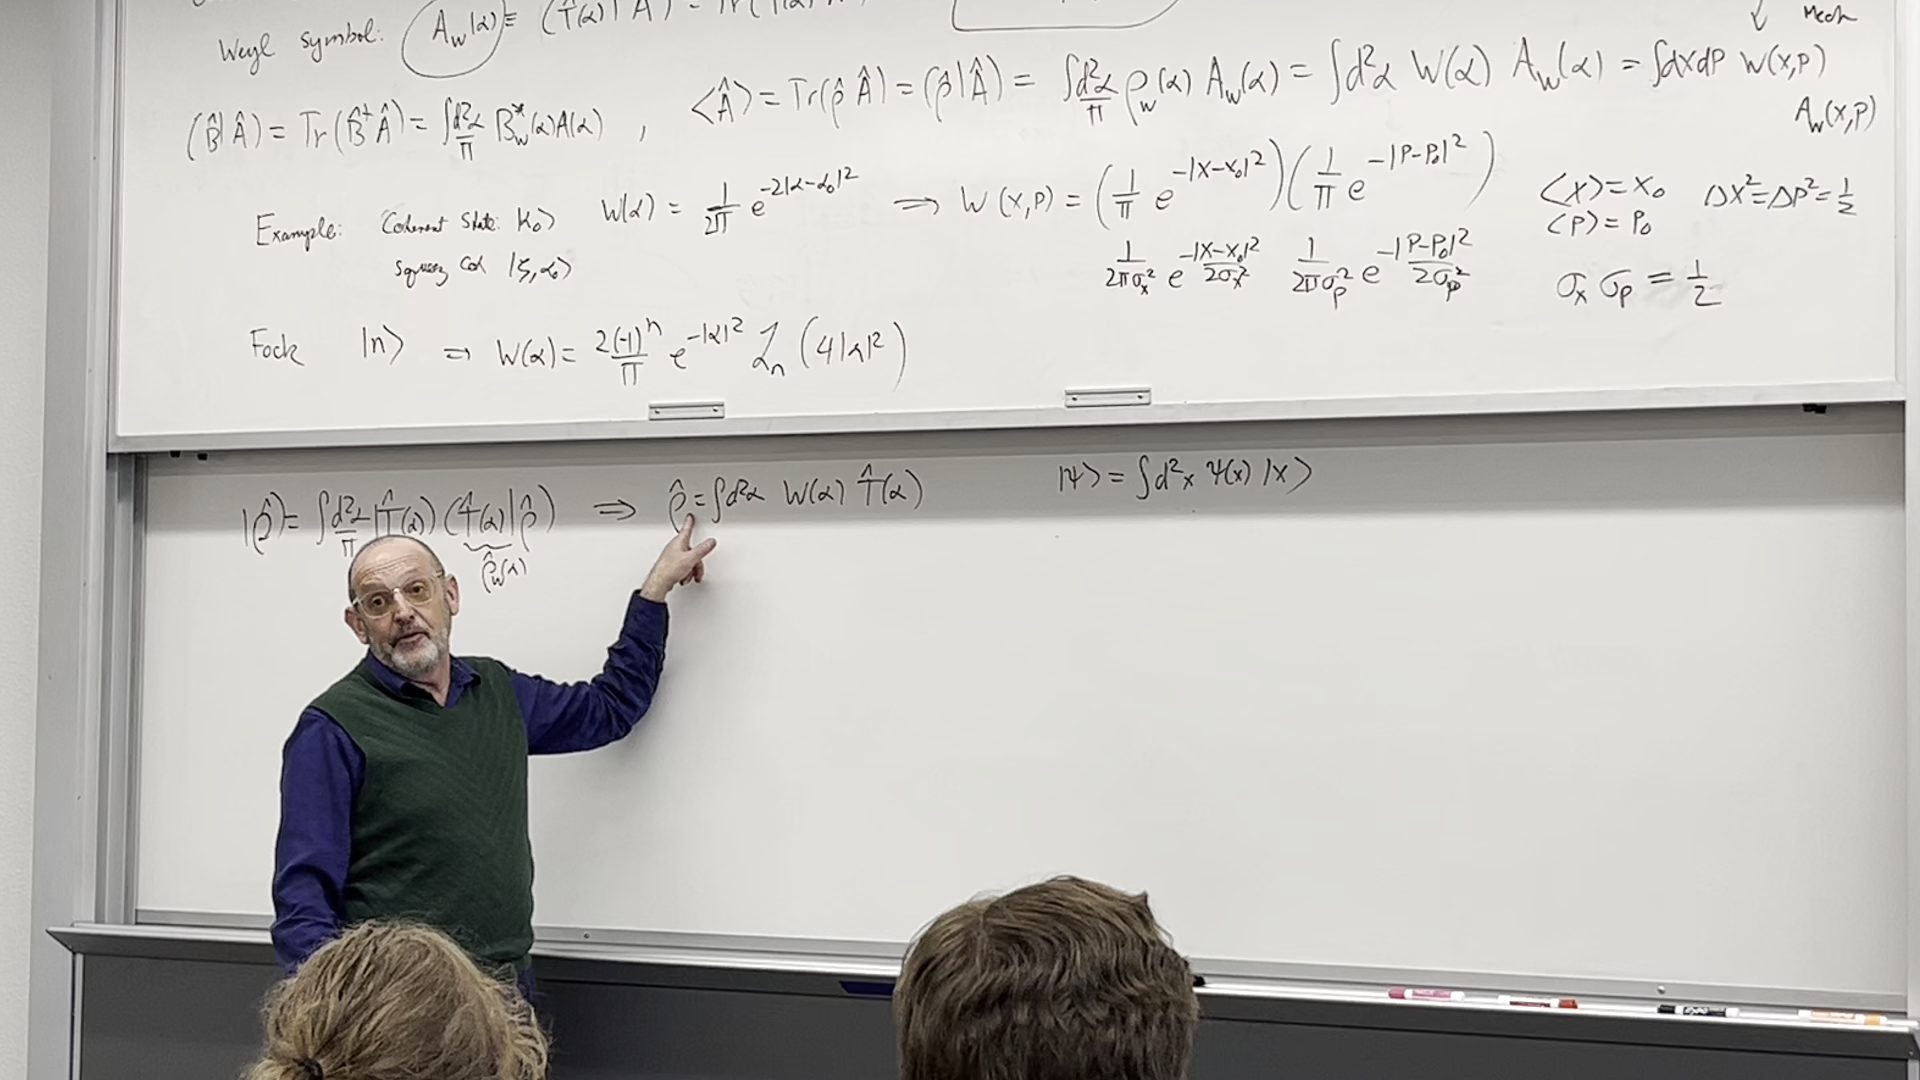 Weyl symbol: A_W(α) ≡ (T̂(α)|Â) = Tr(T̂(α)
Mech
(B̂|Â) = Tr(B̂†Â) = ∫d²α/π B_W*(α)A(α) , ⟨Â⟩ = Tr(ρ̂ Â) = (ρ̂|Â) = ∫d²α/π ρ_W(α) A_W(α) = ∫d²α W(α) A_W(α) = ∫dxdp W(x,p)
A_W(x,p)
Example: Coherent State: |α₀⟩ W(α) = 1/2π e^{-2|α-α₀|²} ⇒ W(x,p) = (1/π e^{-|x-x₀|²})(1/π e^{-|p-p₀|²}) ⟨x⟩ = x₀ Δx²=Δp²=1/2
⟨p⟩ = p₀
squeez coh |ζ,α₀⟩ 1/2πσ_x² e^{-|x-x₀|²/2σ_x²} 1/2πσ_p² e^{-|p-p₀|²/2σ_p²} σ_x σ_p = 1/2
Fock |n⟩ ⇒ W(α) = 2(-1)ⁿ/π e^{-|α|²} L_n (4|α|²)
|ρ̂) = ∫d²α/π |T̂(α)) (T̂(α)|ρ̂) ⇒ ρ̂ = ∫d²α W(α) T̂(α) |ψ⟩ = ∫d²x ψ(x) |x⟩
ρ̂_W(α)